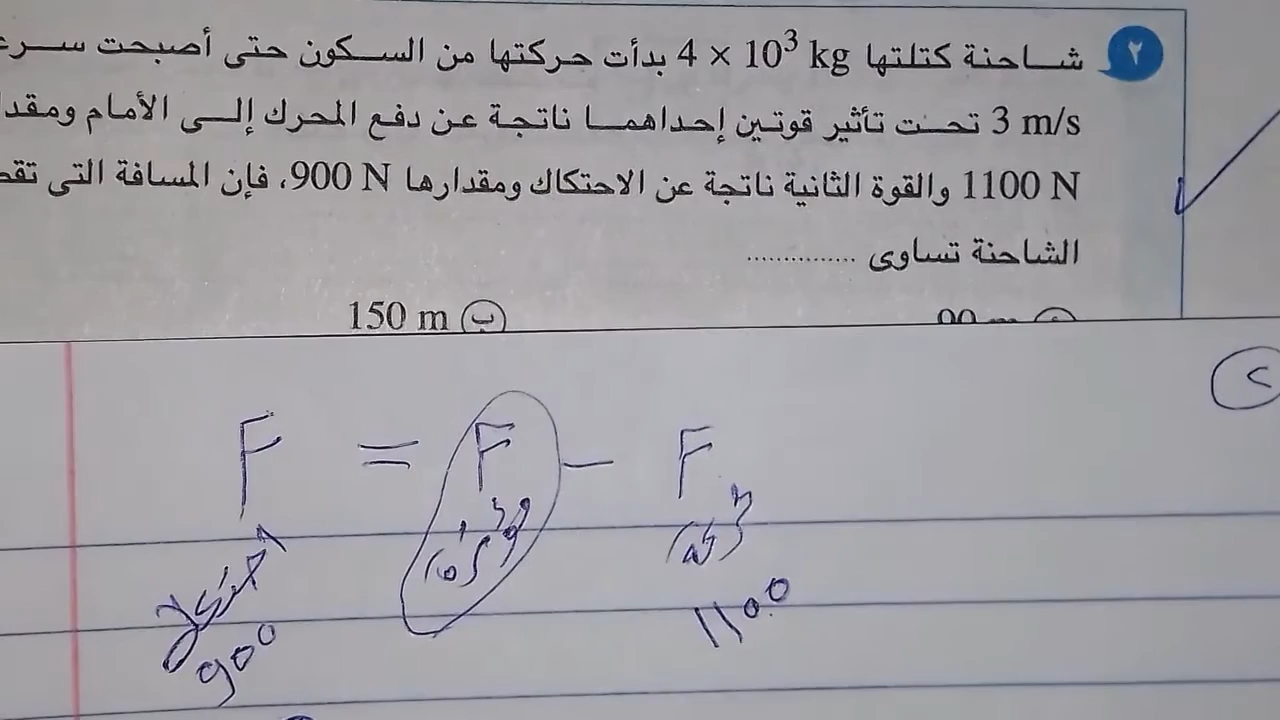 ٢ شاحنة كتلتها 4 × 10³ kg بدأت حركتها من السكون حتى أصبحت
3 m/s تحت تأثير قوتين إحداهما ناتجة عن دفع المحرك إلى الأمام
1100 N والقوة الثانية ناتجة عن الاحتكاك ومقدارها 900 N، فإن المسافة التى
الشاحنة تساوى ...............
ب 150 m
F = F - F
احتكاك
900
1100